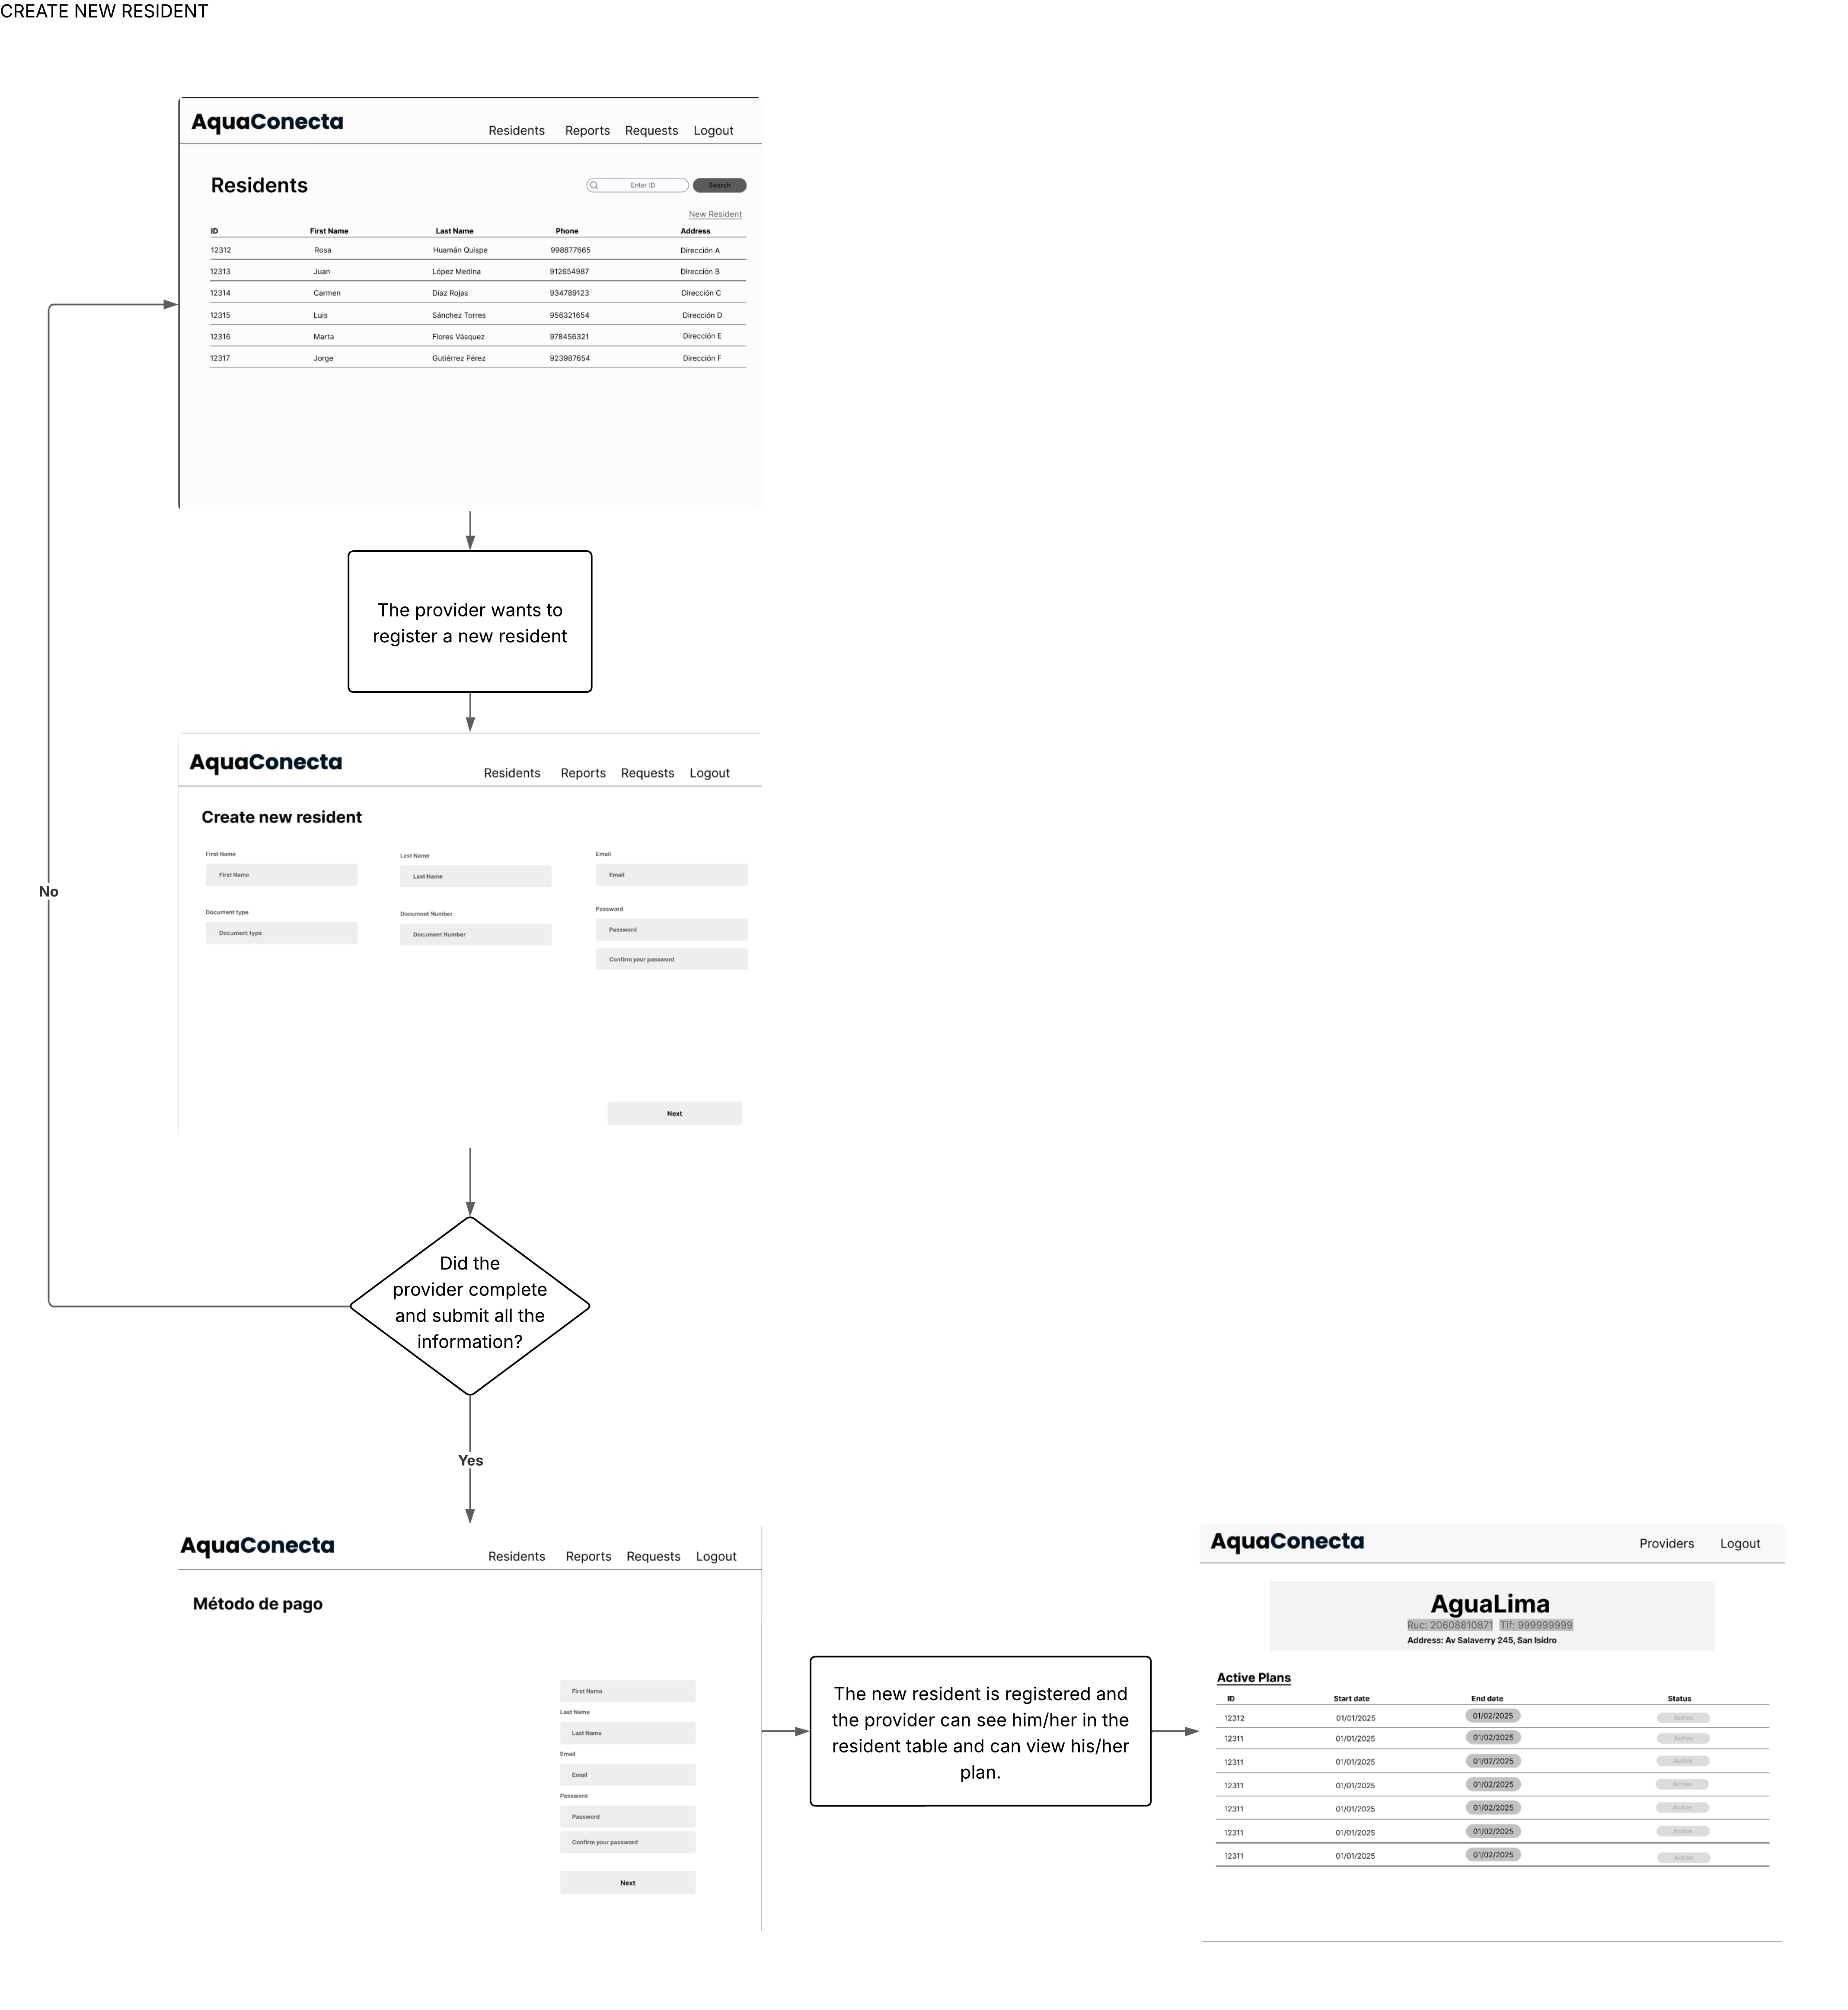 CREATE NEW RESIDENT
AquaConecta
Residents Reports Requests Logout
Residents
Enter ID Search
New Resident
ID First Name Last Name Phone Address
12312 Rosa Huamán Quispe 998877665 Dirección A
12313 Juan López Medina 912654987 Dirección B
12314 Carmen Díaz Rojas 934789123 Dirección C
12315 Luis Sánchez Torres 956321654 Dirección D
12316 Marta Flores Vásquez 978456321 Dirección E
12317 Jorge Gutiérrez Pérez 923987654 Dirección F
The provider wants to
register a new resident
AquaConecta
Residents Reports Requests Logout
Create new resident
First Name Last Name Email
First Name Last Name Email
Document type Document Number Password
Document type Document Number Password
Confirm your password
No
Next
Did the
provider complete
and submit all the
information?
Yes
AquaConecta
Residents Reports Requests Logout
Método de pago
First Name
Last Name
Last Name
Email
Email
Password
Password
Confirm your password
Next
The new resident is registered and
the provider can see him/her in the
resident table and can view his/her
plan.
AquaConecta
Providers Logout
AguaLima
Ruc: 20608810871 Tlf: 999999999
Address: Av Salaverry 245, San Isidro
Active Plans
ID Start date End date Status
12312 01/01/2025 01/02/2025 Active
12311 01/01/2025 01/02/2025 Active
12311 01/01/2025 01/02/2025 Active
12311 01/01/2025 01/02/2025 Active
12311 01/01/2025 01/02/2025 Active
12311 01/01/2025 01/02/2025 Active
12311 01/01/2025 01/02/2025 Active